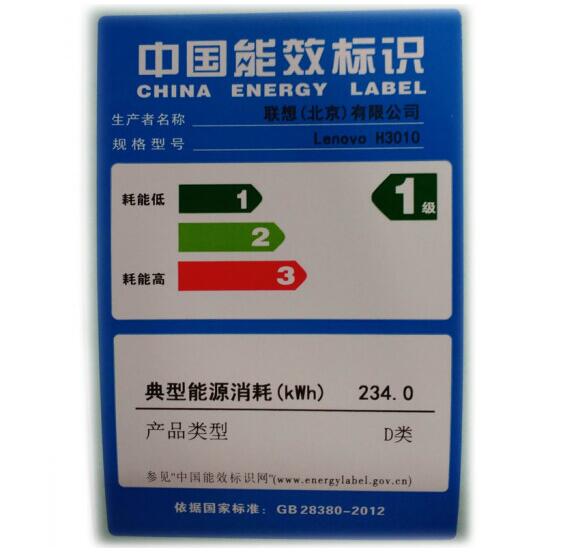 中国能效标识
CHINA ENERGY LABEL
生产者名称 联想(北京)有限公司
规格型号 Lenovo H3010
耗能低 1 1级
2
耗能高 3
典型能源消耗(kWh) 234.0
产品类型 D类
参见"中国能效标识网"(www.energylabel.gov.cn)
依据国家标准：GB 28380-2012